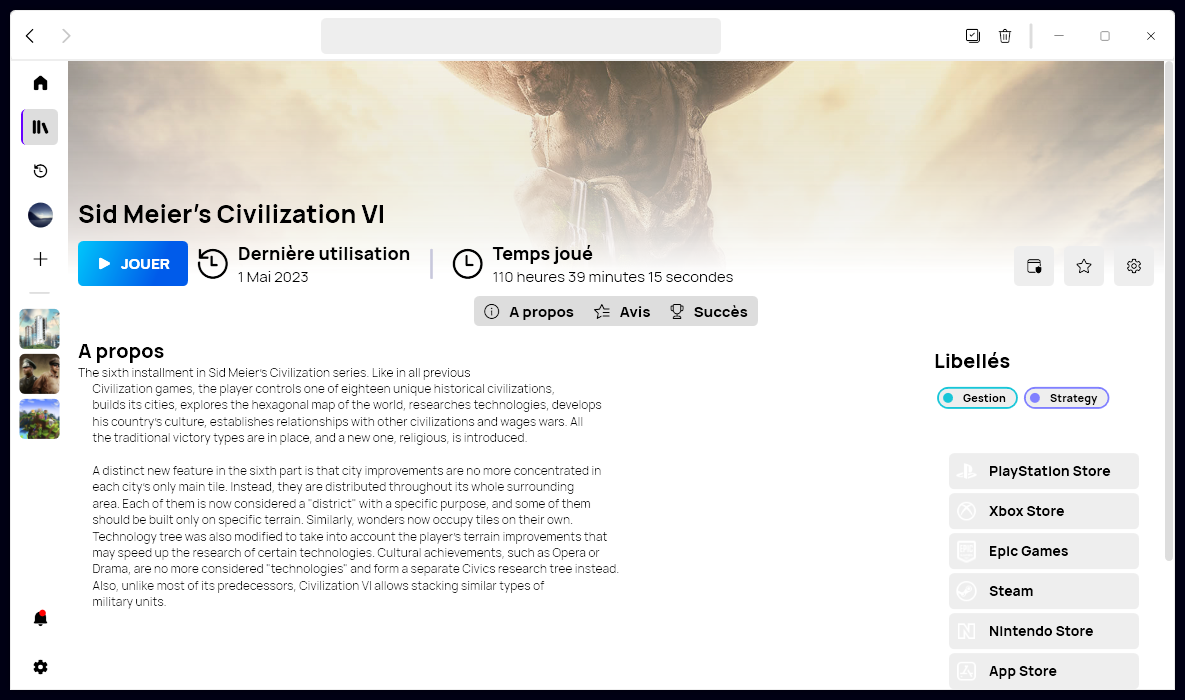 Sid Meier's Civilization VI
JOUER
Dernière utilisation
1 Mai 2023
Temps joué
110 heures 39 minutes 15 secondes
A propos
Avis
Succès
A propos
The sixth installment in Sid Meier's Civilization series. Like in all previous
Civilization games, the player controls one of eighteen unique historical civilizations,
builds its cities, explores the hexagonal map of the world, researches technologies, develops
his country's culture, establishes relationships with other civilizations and wages wars. All
the traditional victory types are in place, and a new one, religious, is introduced.
A distinct new feature in the sixth part is that city improvements are no more concentrated in
each city's only main tile. Instead, they are distributed throughout its whole surrounding
area. Each of them is now considered a "district" with a specific purpose, and some of them
should be built only on specific terrain. Similarly, wonders now occupy tiles on their own.
Technology tree was also modified to take into account the player's terrain improvements that
may speed up the research of certain technologies. Cultural achievements, such as Opera or
Drama, are no more considered "technologies" and form a separate Civics research tree instead.
Also, unlike most of its predecessors, Civilization VI allows stacking similar types of
military units.
Libellés
Gestion
Strategy
PlayStation Store
Xbox Store
EPIC
Epic Games
Steam
Nintendo Store
App Store